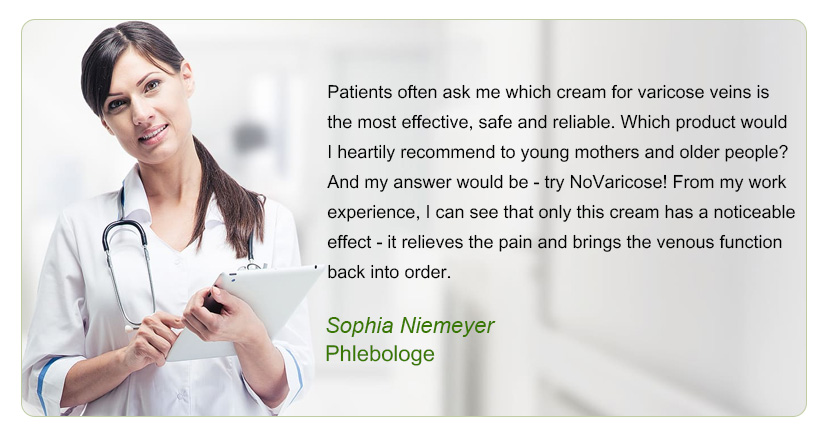 Patients often ask me which cream for varicose veins is
the most effective, safe and reliable. Which product would
I heartily recommend to young mothers and older people?
And my answer would be - try NoVaricose! From my work
experience, I can see that only this cream has a noticeable
effect - it relieves the pain and brings the venous function
back into order.
Sophia Niemeyer
Phlebologe